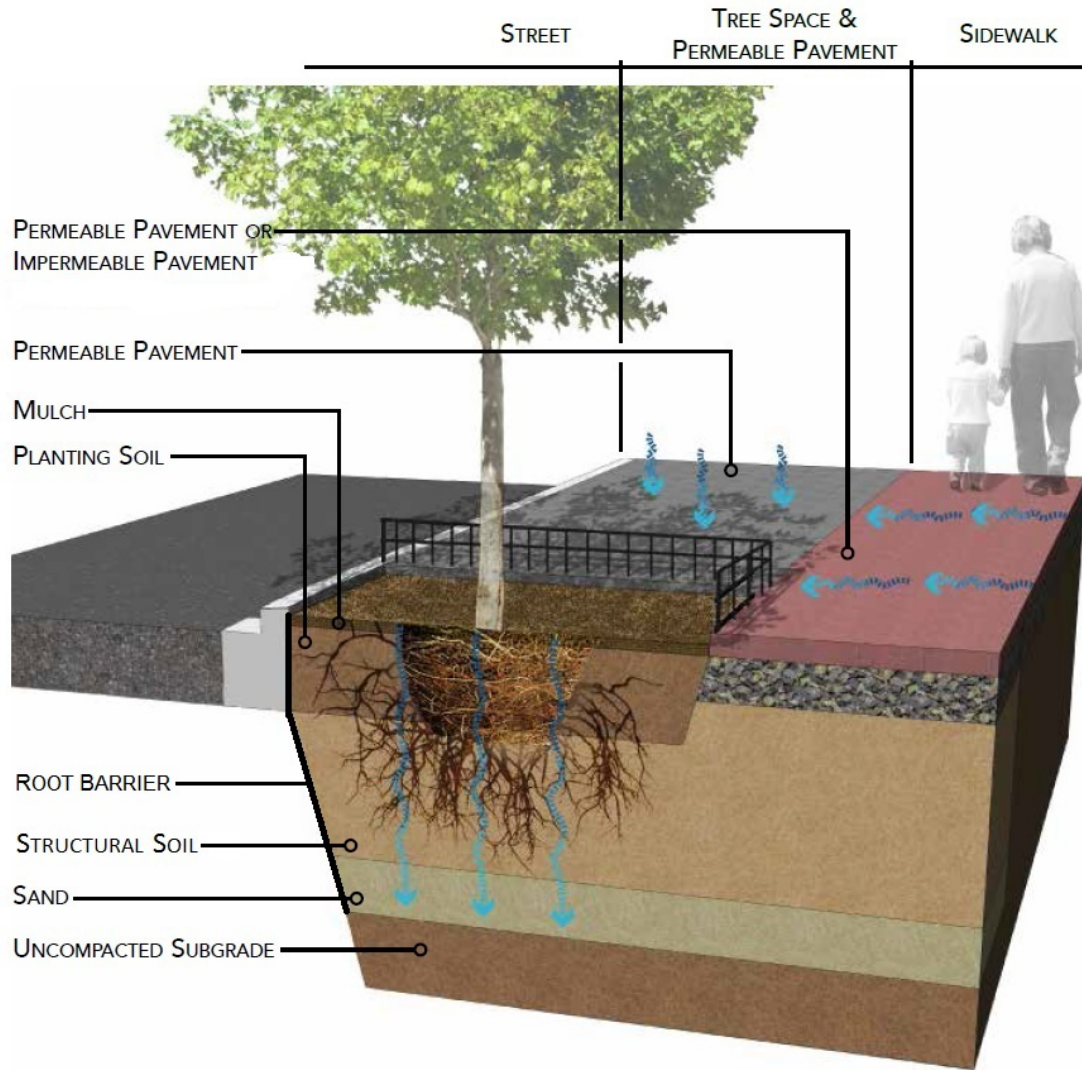 STREET
TREE SPACE &
PERMEABLE PAVEMENT
SIDEWALK
PERMEABLE PAVEMENT OR
IMPERMEABLE PAVEMENT
PERMEABLE PAVEMENT
MULCH
PLANTING SOIL
ROOT BARRIER
STRUCTURAL SOIL
SAND
UNCOMPACTED SUBGRADE